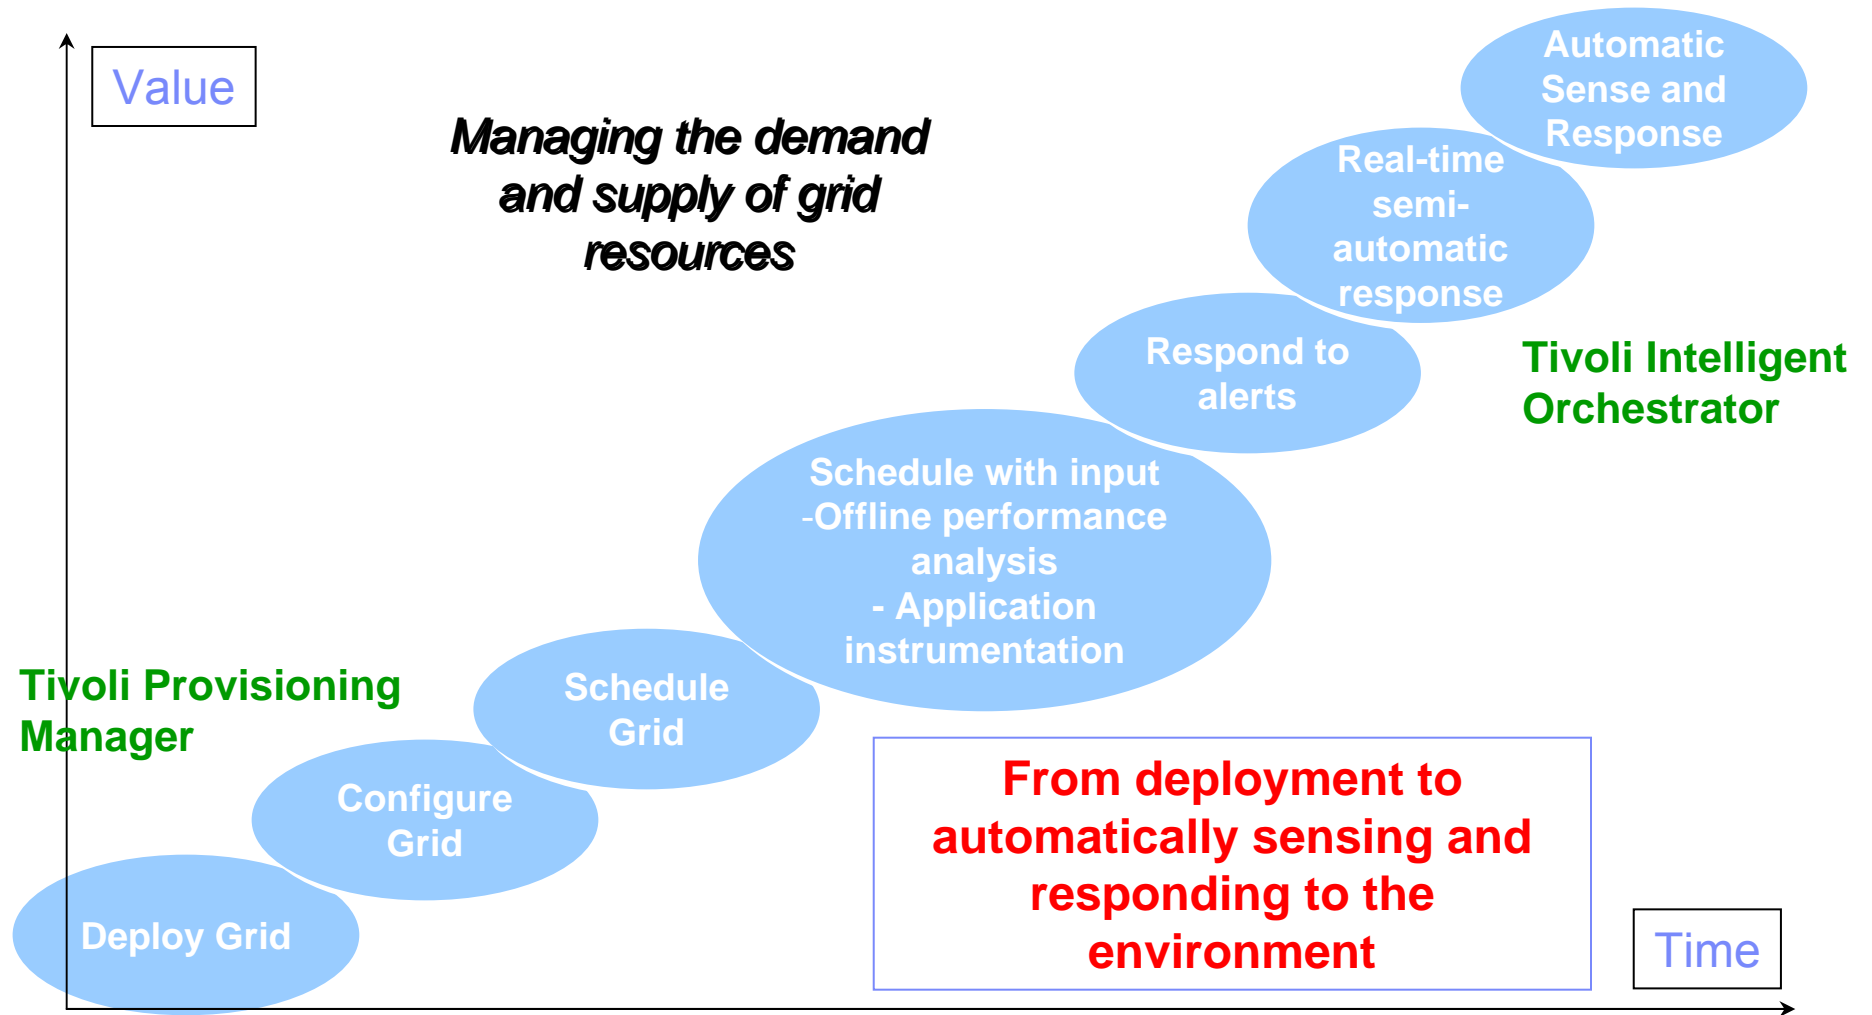 Value
Managing the demand
and supply of grid
resources
Automatic
Sense and
Response
Real-time
semi-
automatic
response
Respond to
alerts
Tivoli Intelligent
Orchestrator
Schedule with input
-Offline performance
analysis
- Application
instrumentation
Schedule
Grid
Tivoli Provisioning
Manager
Configure
Grid
Deploy Grid
From deployment to
automatically sensing and
responding to the
environment
Time